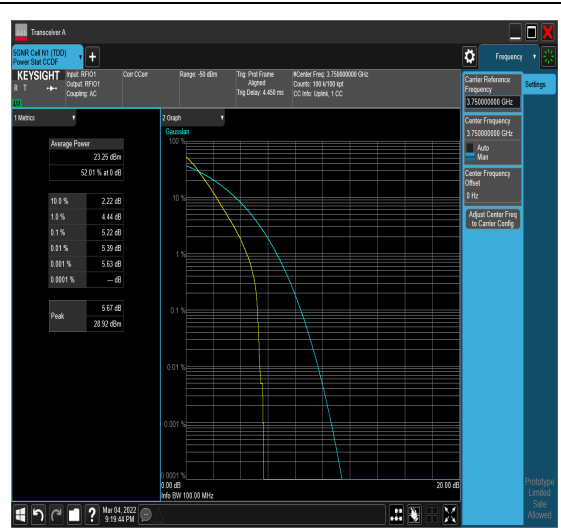 Transceiver A
5GNR Cell N1 (TDD)
Power Stat CCDF
+
Frequency
KEYSIGHT
R T
LV
Input: RFIO1
Output: RFIO1
Coupling: AC
Corr CCorr
Range: -50 dBm
Trig: Prdt Frame
Aligned
Trig Delay: 4.450 ms
#Center Freq: 3.750000000 GHz
Counts: 100 k/100 kpt
CC Info: Uplink, 1 CC
Carrier Reference
Frequency
3.750000000 GHz
Settings
Center Frequency
3.750000000 GHz
Auto
Man
Center Frequency
Offset
0 Hz
Adjust Center Freq
to Carrier Config
1 Metrics
Average Power
23.25 dBm
52.01 % at 0 dB
10.0 % 2.22 dB
1.0 % 4.44 dB
0.1 % 5.22 dB
0.01 % 5.39 dB
0.001 % 5.63 dB
0.0001 % --- dB
Peak 5.67 dB
28.92 dBm
2 Graph
Gaussian
100 %
10 %
1 %
0.1 %
0.01 %
0.001 %
0.0001 %
0.00 dB 20.00 dB
Info BW 100.00 MHz
Prototype
Limited
Sale
Allowed
?
Mar 04, 2022
9:19:44 PM